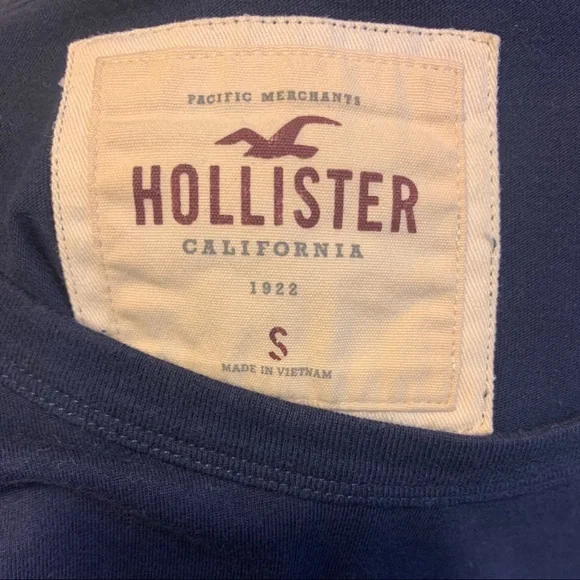 PACIFIC MERCHANTS
HOLLISTER
CALIFORNIA
1922
S
MADE IN VIETNAM